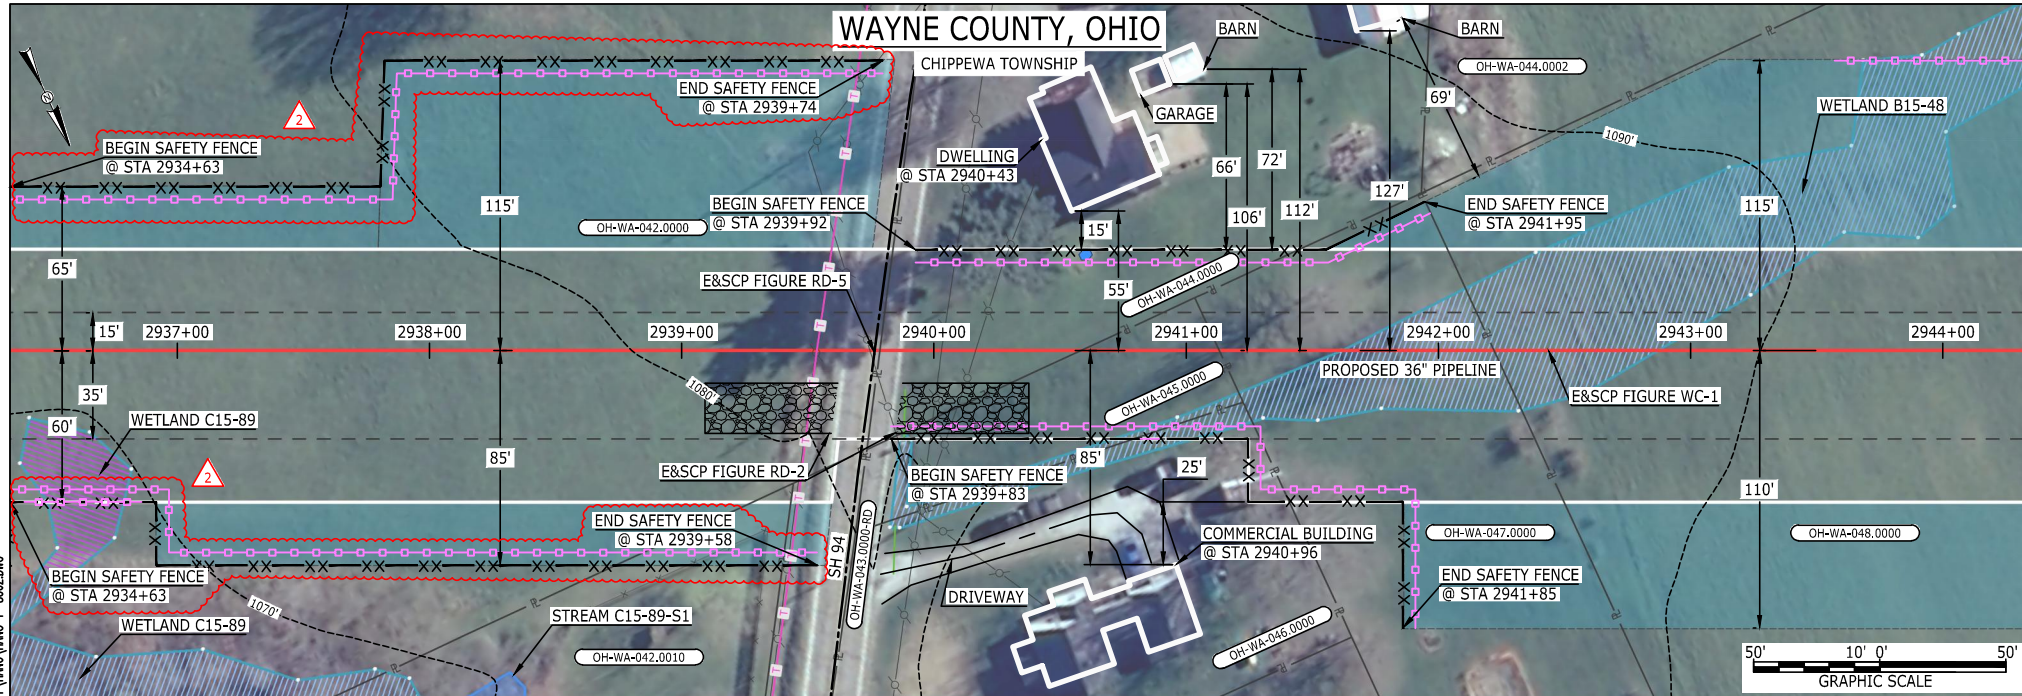 WAYNE COUNTY, OHIO
CHIPPEWA TOWNSHIP
BARN
BARN
OH-WA-044.0002
GARAGE
DWELLING
@ STA 2940+43
WETLAND B15-48
1090'
69'
66'
72'
106'
112'
127'
115'
15'
55'
N
2
BEGIN SAFETY FENCE
@ STA 2934+63
END SAFETY FENCE
@ STA 2939+74
115'
65'
OH-WA-042.0000
BEGIN SAFETY FENCE
@ STA 2939+92
END SAFETY FENCE
@ STA 2941+95
E&SCP FIGURE RD-5
OH-WA-044.0000
15'
2937+00
2938+00
2939+00
2940+00
2941+00
2942+00
2943+00
2944+00
35'
60'
85'
1080'
PROPOSED 36" PIPELINE
E&SCP FIGURE WC-1
OH-WA-045.0000
WETLAND C15-89
2
E&SCP FIGURE RD-2
BEGIN SAFETY FENCE
@ STA 2939+83
85'
25'
110'
END SAFETY FENCE
@ STA 2939+58
COMMERCIAL BUILDING
@ STA 2940+96
OH-WA-047.0000
OH-WA-048.0000
BEGIN SAFETY FENCE
@ STA 2934+63
1070'
SH 94
OH-WA-043.0000-RD
DRIVEWAY
END SAFETY FENCE
@ STA 2941+85
WETLAND C15-89
STREAM C15-89-S1
OH-WA-042.0010
OH-WA-046.0000
50'
10'
0'
50'
GRAPHIC SCALE